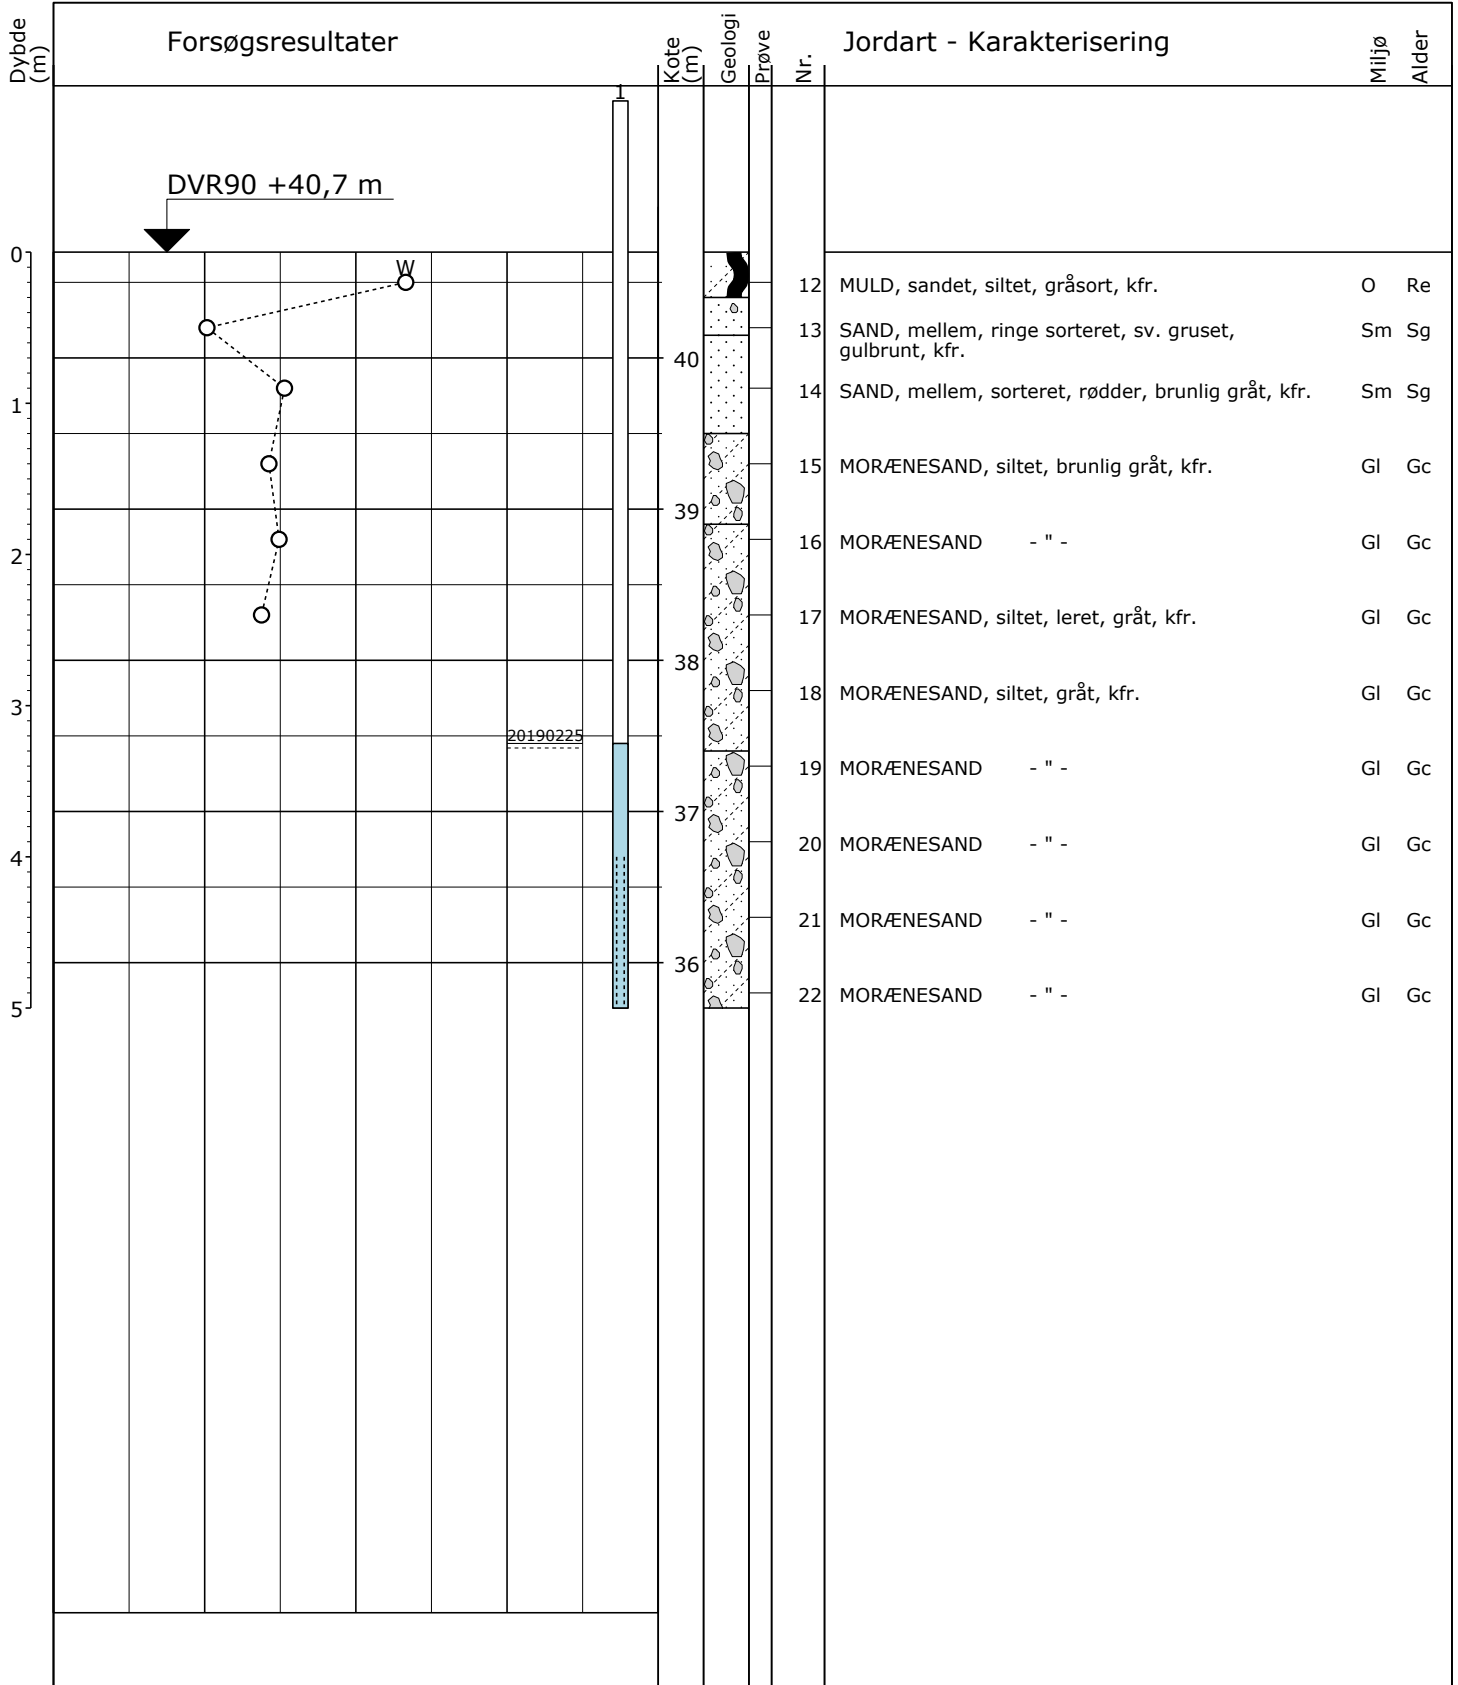 Dybde
(m)
Forsøgsresultater
Kote
(m)
Geologi
Prøve
Nr.
Jordart - Karakterisering
Miljø
Alder
1
DVR90 +40,7 m
0
W
12 MULD, sandet, siltet, gråsort, kfr. O Re
13 SAND, mellem, ringe sorteret, sv. gruset, Sm Sg
gulbrunt, kfr.
40
14 SAND, mellem, sorteret, rødder, brunlig gråt, kfr. Sm Sg
1
15 MORÆNESAND, siltet, brunlig gråt, kfr. Gl Gc
39
16 MORÆNESAND - " - Gl Gc
2
17 MORÆNESAND, siltet, leret, gråt, kfr. Gl Gc
38
18 MORÆNESAND, siltet, gråt, kfr. Gl Gc
3
20190225
19 MORÆNESAND - " - Gl Gc
37
20 MORÆNESAND - " - Gl Gc
4
21 MORÆNESAND - " - Gl Gc
36
22 MORÆNESAND - " - Gl Gc
5